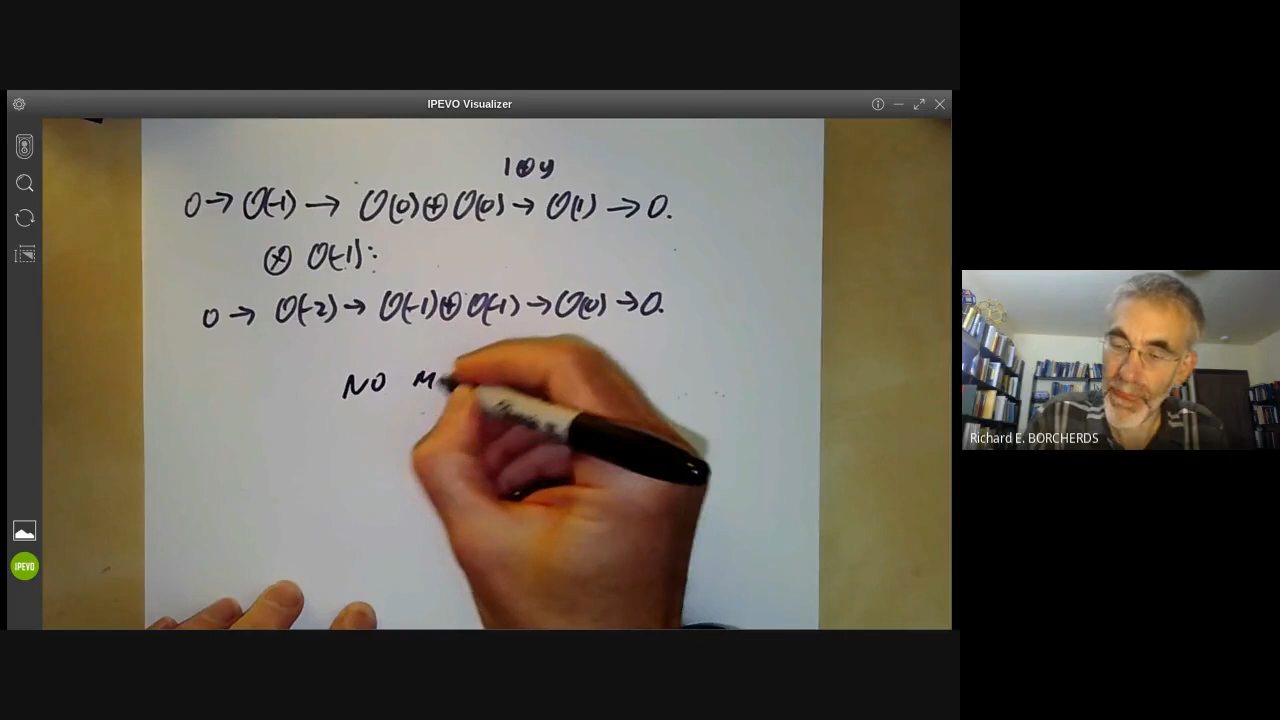 IPEVO Visualizer
1 ⊕ y
0 → O(-1) → O(0) ⊕ O(0) → O(1) → 0.
⊗ O(-1):
0 → O(-2) → O(-1) ⊕ O(-1) → O(0) → 0.
NO M
Richard E. BORCHERDS
IPEVO